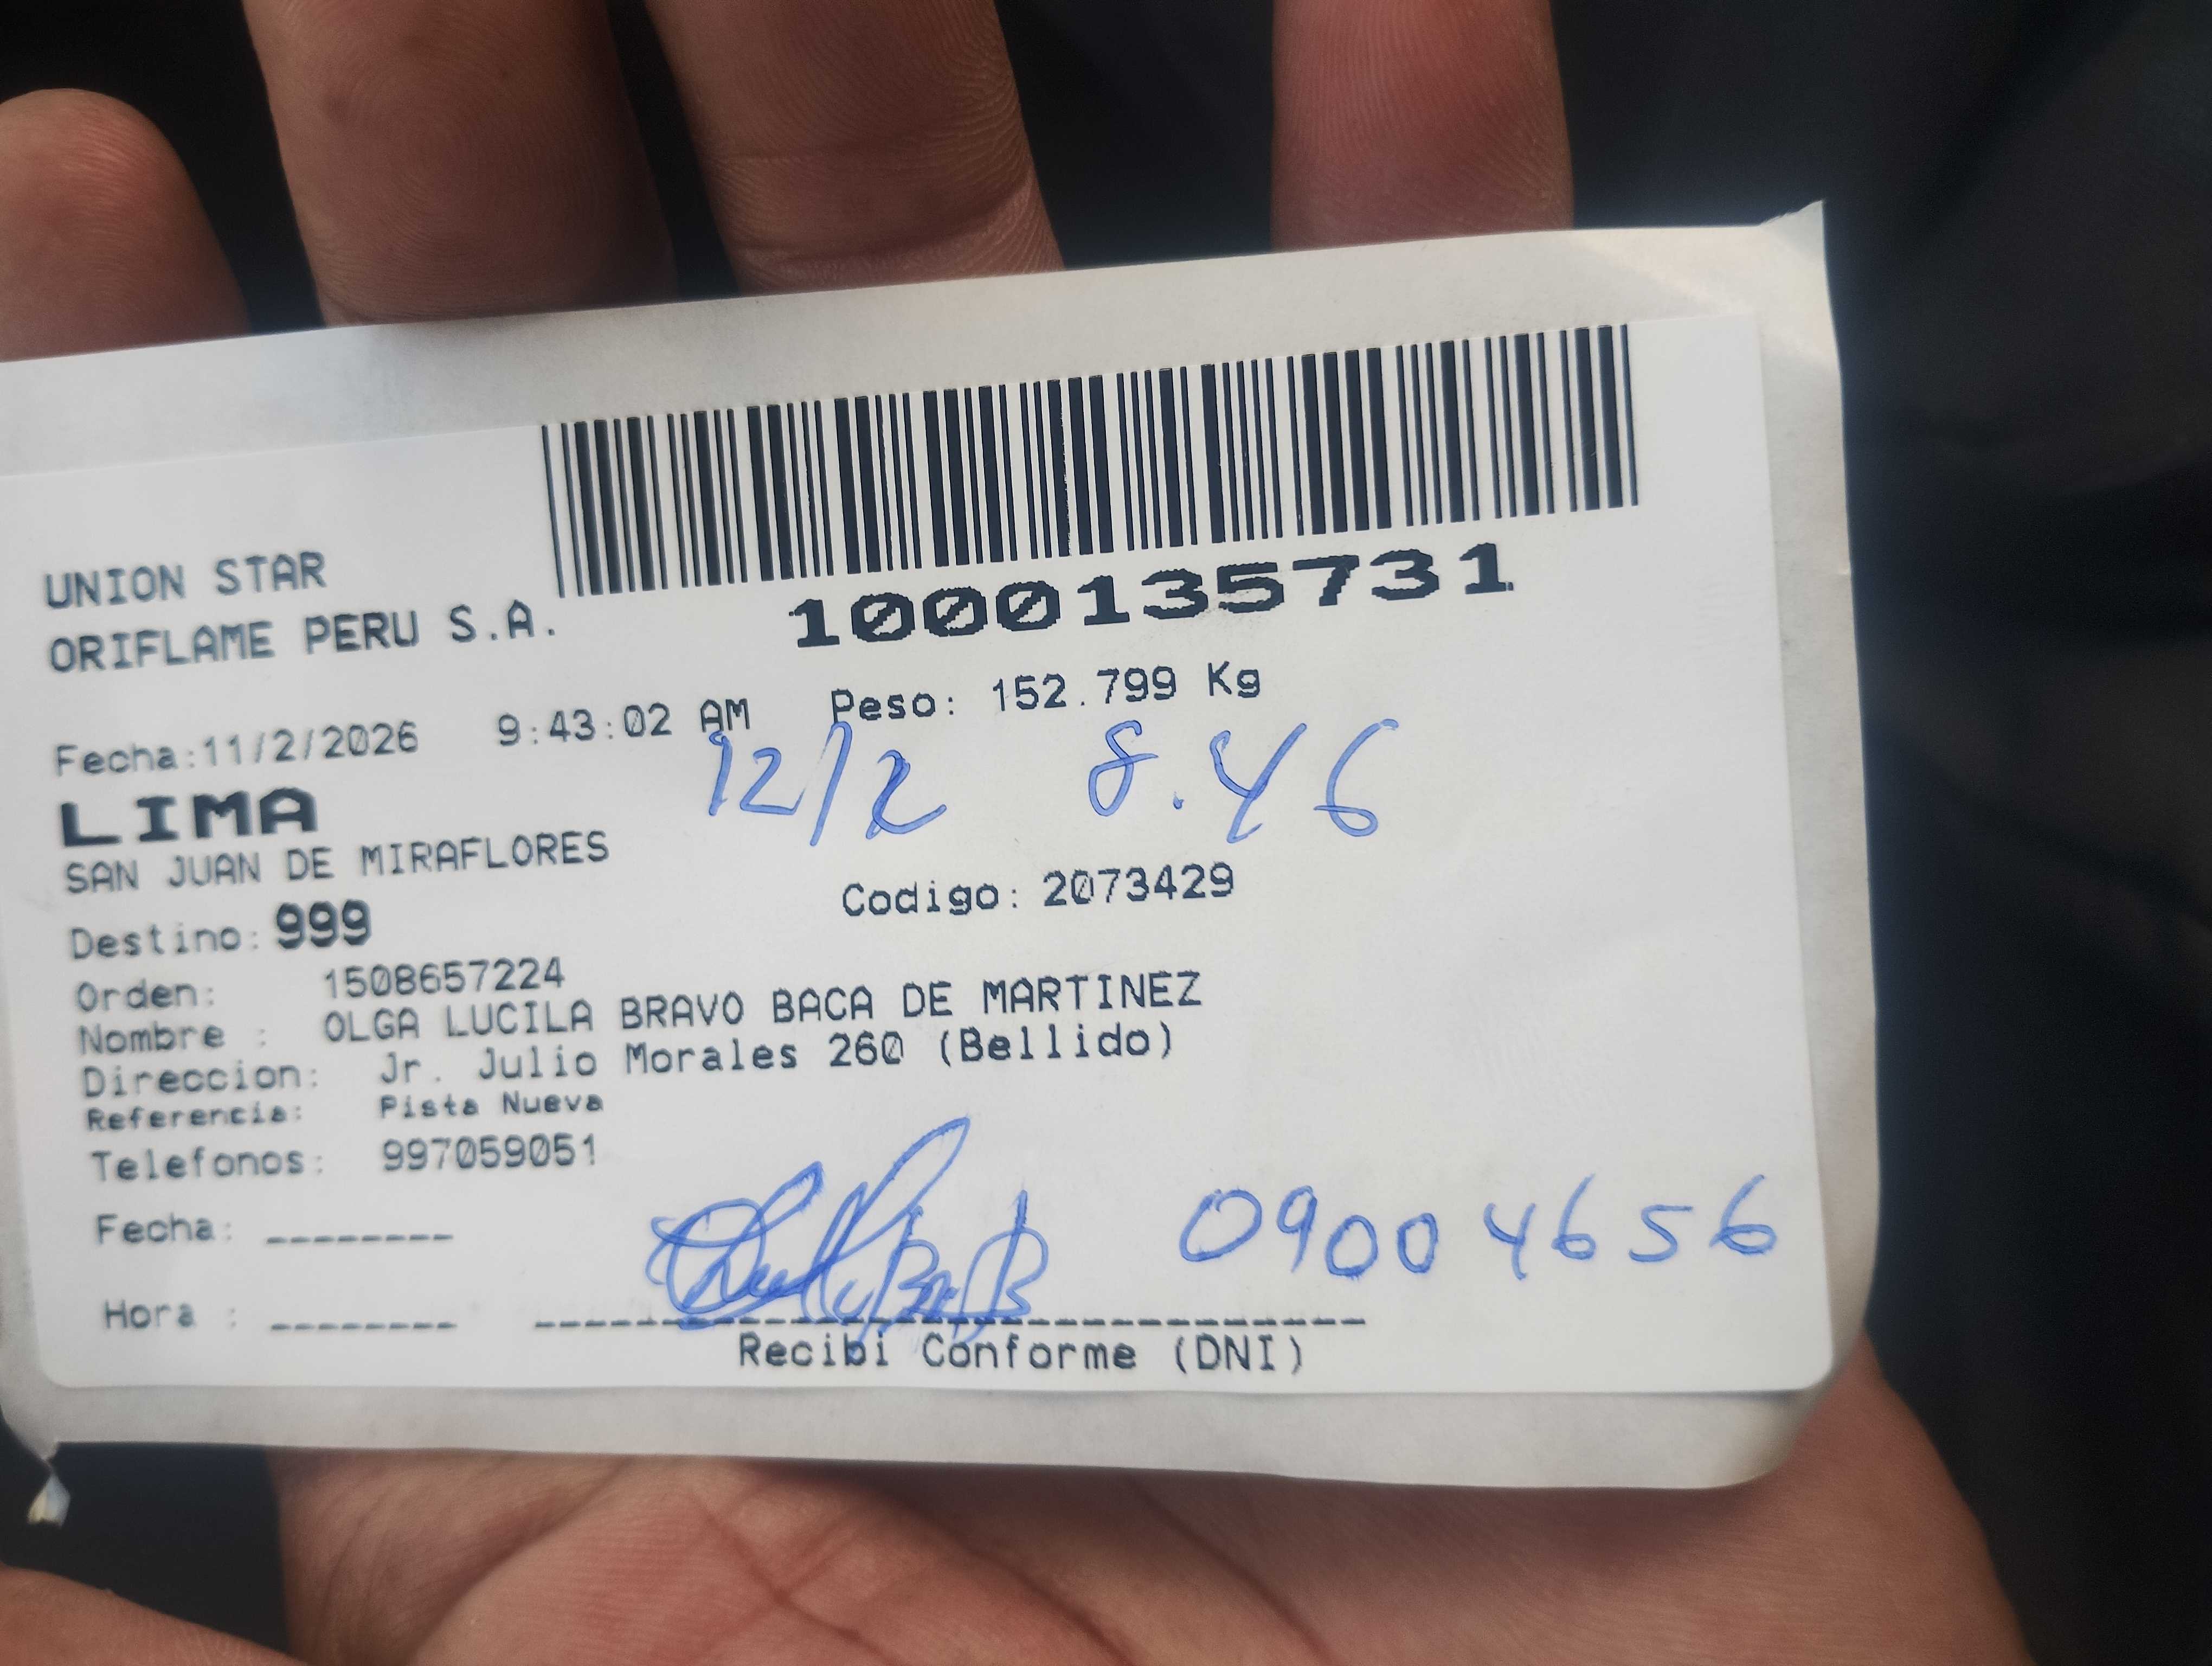 UNION STAR
ORIFLAME PERU S.A.
1000135731
Fecha:11/2/2026 9:43:02 AM Peso: 152.799 Kg
12/2 8.46
LIMA
SAN JUAN DE MIRAFLORES
Codigo: 2073429
Destino: 999
Orden: 1508657224
Nombre : OLGA LUCILA BRAVO BACA DE MARTINEZ
Direccion: Jr. Julio Morales 260 (Bellido)
Referencia: Pista Nueva
Telefonos: 997059051
Fecha: --------
09004656
Hora : --------
Recibi Conforme (DNI)